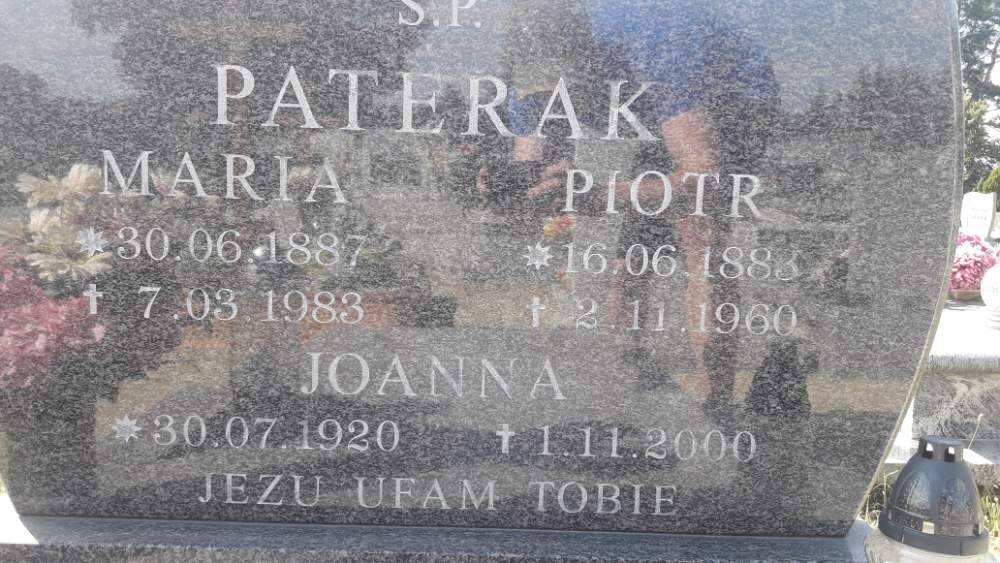 S.P.
PATERAK
MARIA PIOTR
30.06.1887 16.06.1883
7.03.1983 2.11.1960
JOANNA
30.07.1920 1.11.2000
JEZU UFAM TOBIE